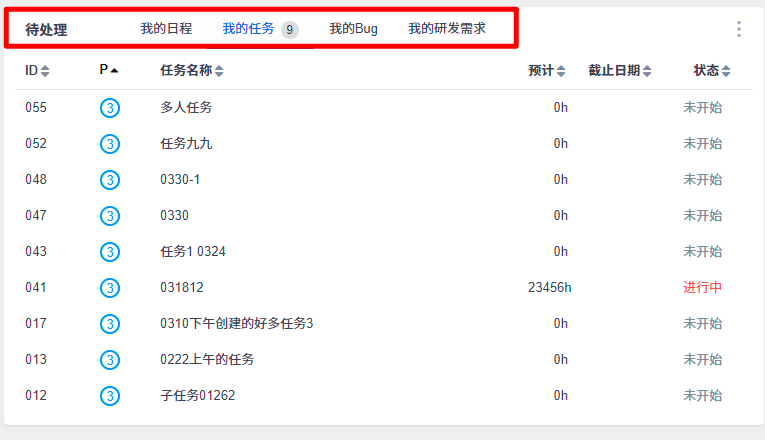 待处理 我的日程 我的任务 9 我的Bug 我的研发需求
ID P 任务名称 预计 截止日期 状态
055 3 多人任务 0h 未开始
052 3 任务九九 0h 未开始
048 3 0330-1 0h 未开始
047 3 0330 0h 未开始
043 3 任务1 0324 0h 未开始
041 3 031812 23456h 进行中
017 3 0310下午创建的好多任务3 0h 未开始
013 3 0222上午的任务 0h 未开始
012 3 子任务01262 0h 未开始